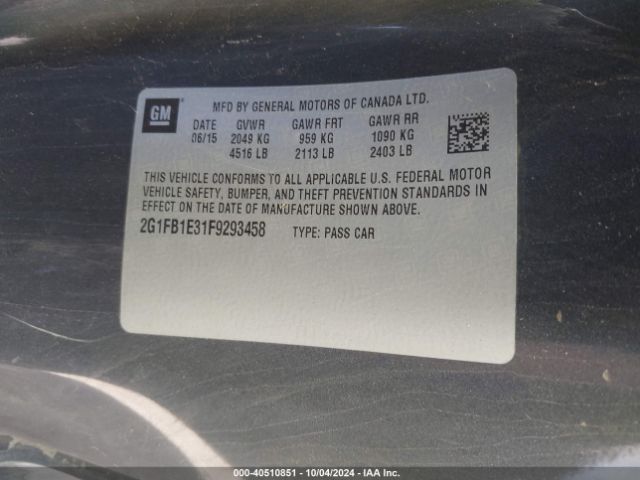 GM
MFD BY GENERAL MOTORS OF CANADA LTD.
DATE GVWR GAWR FRT GAWR RR
06/15 2049 KG 959 KG 1090 KG
4516 LB 2113 LB 2403 LB
THIS VEHICLE CONFORMS TO ALL APPLICABLE U.S. FEDERAL MOTOR
VEHICLE SAFETY, BUMPER, AND THEFT PREVENTION STANDARDS IN
EFFECT ON THE DATE OF MANUFACTURE SHOWN ABOVE.
2G1FB1E31F9293458 TYPE: PASS CAR
000-40510851 - 10/04/2024 - IAA Inc.